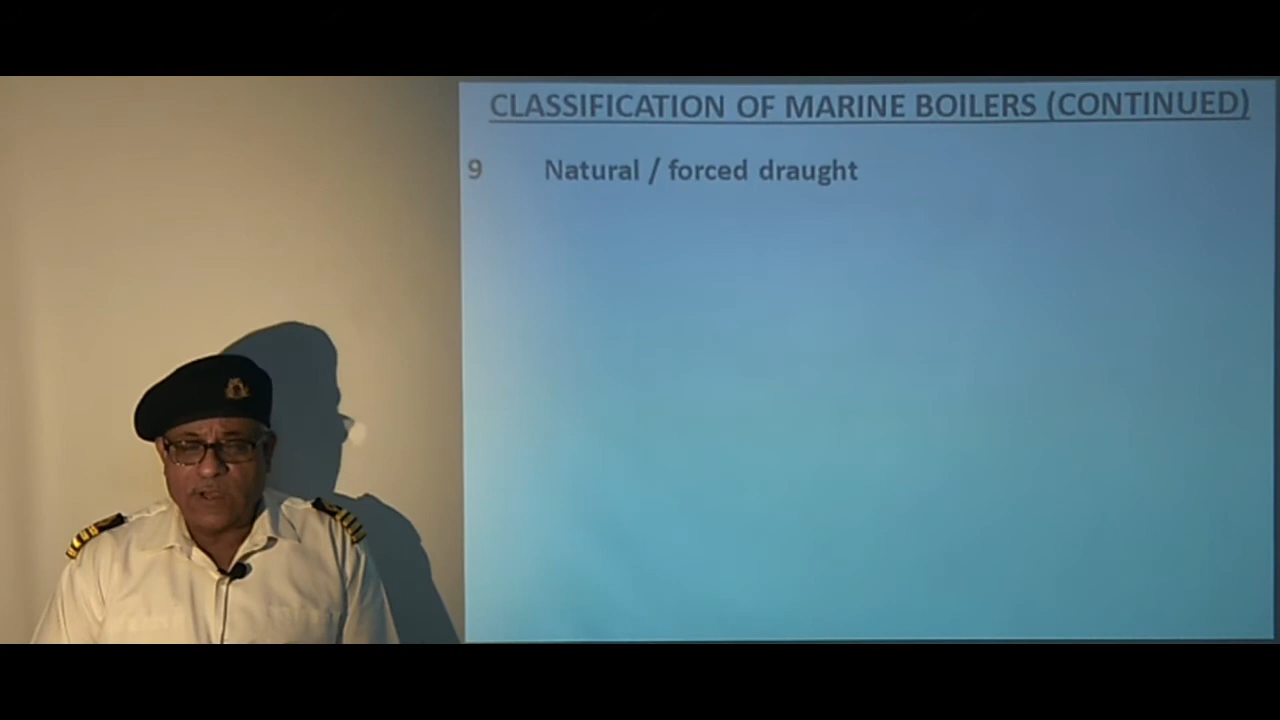 CLASSIFICATION OF MARINE BOILERS (CONTINUED)
9 Natural / forced draught